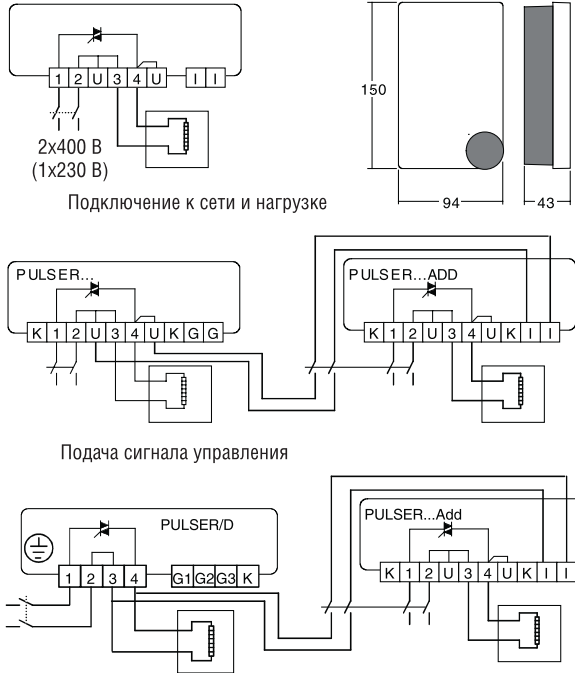 1 2 U 3 4 U I I
2x400 В
(1x230 В)
150
94
43
Подключение к сети и нагрузке
PULSER...
K 1 2 U 3 4 U K G G
PULSER...ADD
K 1 2 U 3 4 U K I I
Подача сигнала управления
PULSER/D
1 2 3 4 G1 G2 G3 K
PULSER...Add
K 1 2 U 3 4 U K I I